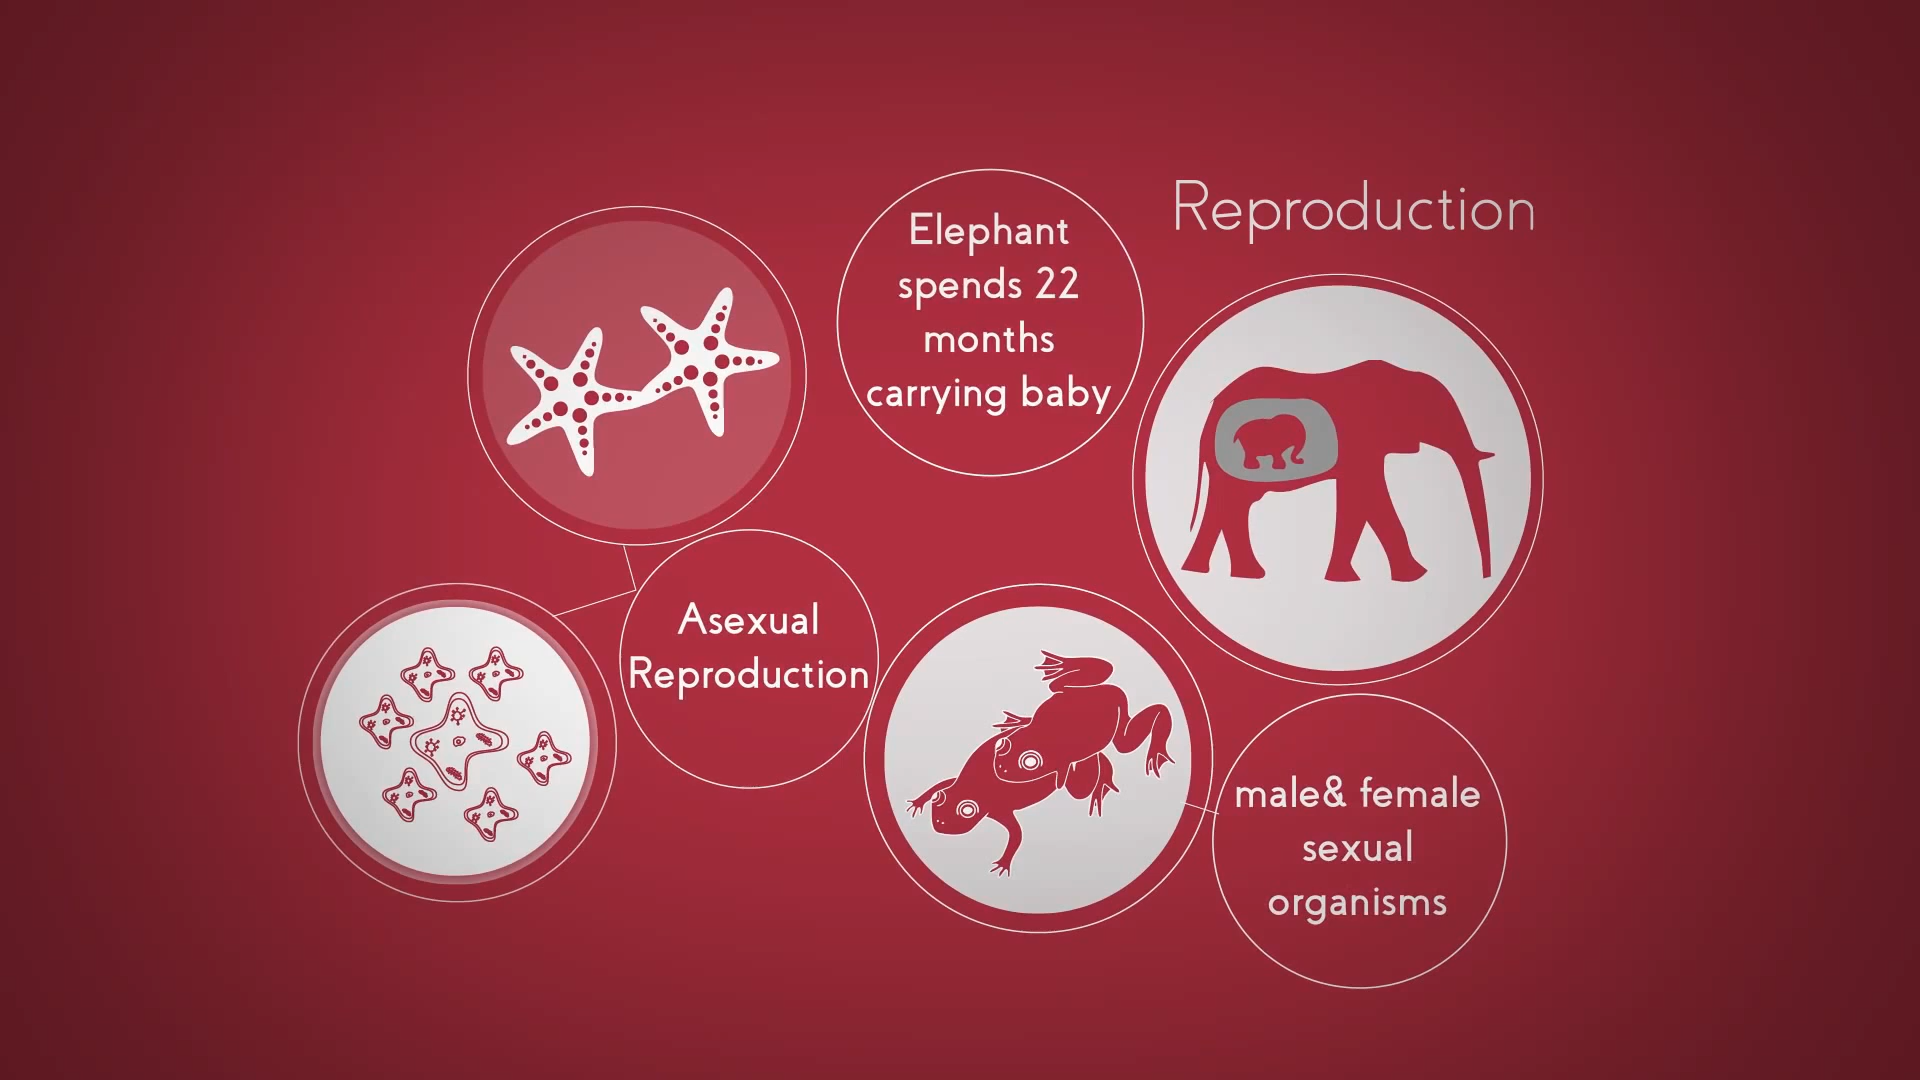 Reproduction
Elephant
spends 22
months
carrying baby
Asexual
Reproduction
male& female
sexual
organisms